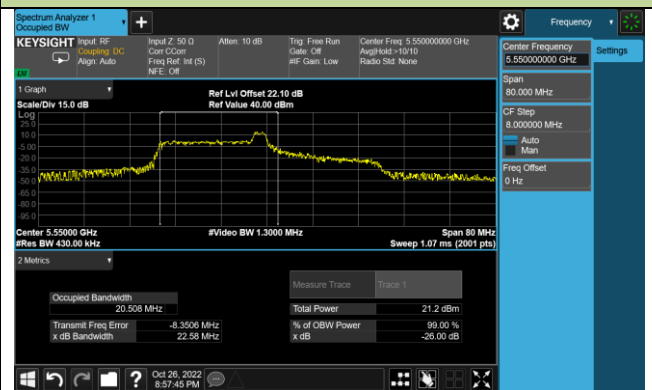 Spectrum Analyzer 1
Occupied BW
+
Frequency
KEYSIGHT
Input: RF
Coupling: DC
Align: Auto
Input Z: 50 Ω
Corr CCorr
Freq Ref: Int (S)
NFE: Off
Atten: 10 dB
Trig: Free Run
Gate: Off
#IF Gain: Low
Center Freq: 5.550000000 GHz
Avg|Hold:>10/10
Radio Std: None
LXI
Center Frequency
5.550000000 GHz
Settings
Span
80.000 MHz
CF Step
8.000000 MHz
Auto
Man
Freq Offset
0 Hz
1 Graph
Scale/Div 15.0 dB
Ref Lvl Offset 22.10 dB
Ref Value 40.00 dBm
Log
25.0
10.0
-5.00
-20.0
-35.0
-50.0
-65.0
-80.0
-95.0
Center 5.55000 GHz
#Video BW 1.3000 MHz
Span 80 MHz
#Res BW 430.00 kHz
Sweep 1.07 ms (2001 pts)
2 Metrics
Measure Trace
Trace 1
Occupied Bandwidth
20.508 MHz
Total Power
21.2 dBm
Transmit Freq Error
-8.3506 MHz
% of OBW Power
99.00 %
x dB Bandwidth
22.58 MHz
x dB
-26.00 dB
?
Oct 26, 2022
8:57:45 PM